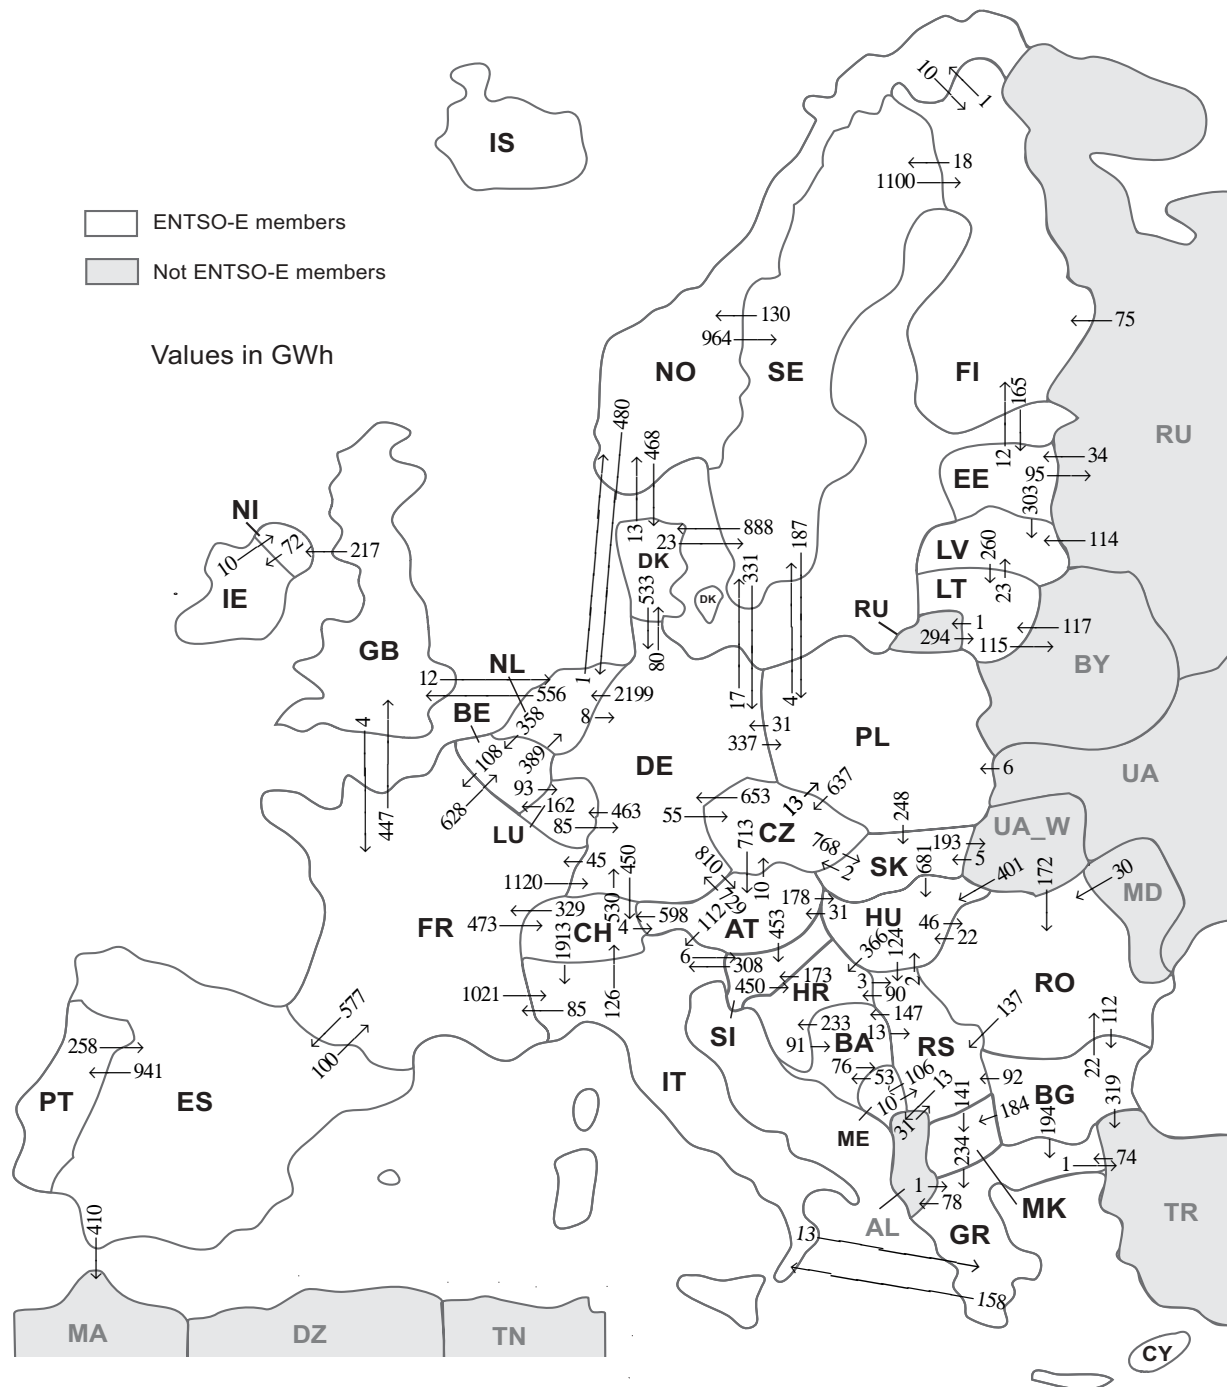 10
1
IS
18
1100
ENTSO-E members
Not ENTSO-E members
130
75
964
Values in GWh
NO
SE
FI
165
480
468
RU
12
34
EE
95
303
NI
13
888
187
10
72
217
23
LV
260
114
DK
331
533
LT
23
IE
DK
RU
1
117
294
115
GB
NL
80
BY
12
556
1
2199
17
4
BE
358
8
31
4
337
PL
108
389
DE
6
UA
93
653
13
637
628
162
463
55
CZ
248
UA_W
LU
85
713
768
193
45
450
810
2
SK
681
5
401
172
30
1120
10
178
MD
329
530
598
729
112
31
HU
46
FR
473
CH
4
AT
453
366
124
22
1913
6
308
173
2
RO
450
HR
3
90
1021
85
126
147
137
112
577
SI
233
13
258
100
91
BA
RS
22
941
IT
76
53
106
13
92
BG
319
PT
ES
10
141
184
ME
31
194
234
74
1
1
410
78
MK
AL
TR
13
GR
158
MA
DZ
TN
CY